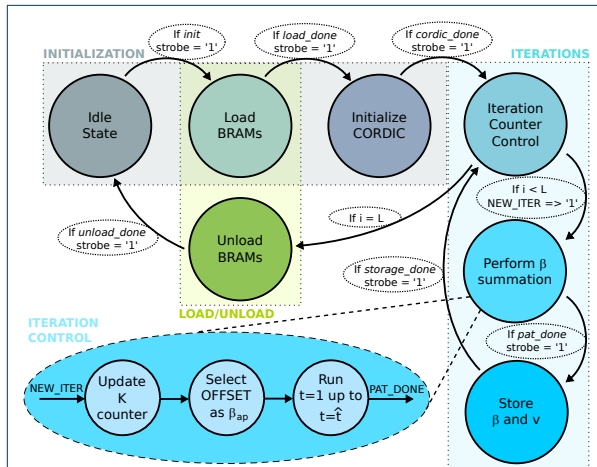 INITIALIZATION
If init
strobe = '1'
If load_done
strobe = '1'
If cordic_done
strobe = '1'
ITERATIONS
Idle
State
Load
BRAMs
Initialize
CORDIC
Iteration
Counter
Control
If i < L
NEW_ITER => '1'
If i = L
If unload_done
strobe = '1'
Unload
BRAMs
LOAD/UNLOAD
If storage_done
strobe = '1'
Perform β
summation
If pat_done
strobe = '1'
Store
β and v
ITERATION
CONTROL
NEW_ITER
Update
K
counter
Select
OFFSET
as βap
Run
t=1 up to
t=t̂
PAT_DONE